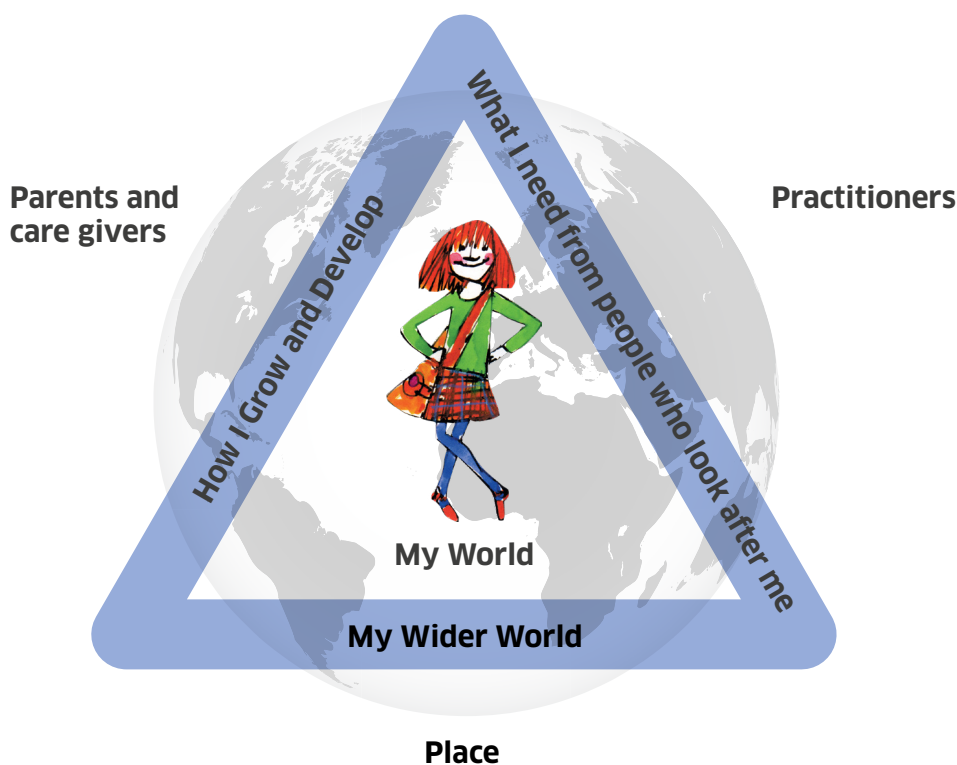 What I need from people who look after me
Parents and
care givers
Practitioners
How I Grow and Develop
My World
My Wider World
Place